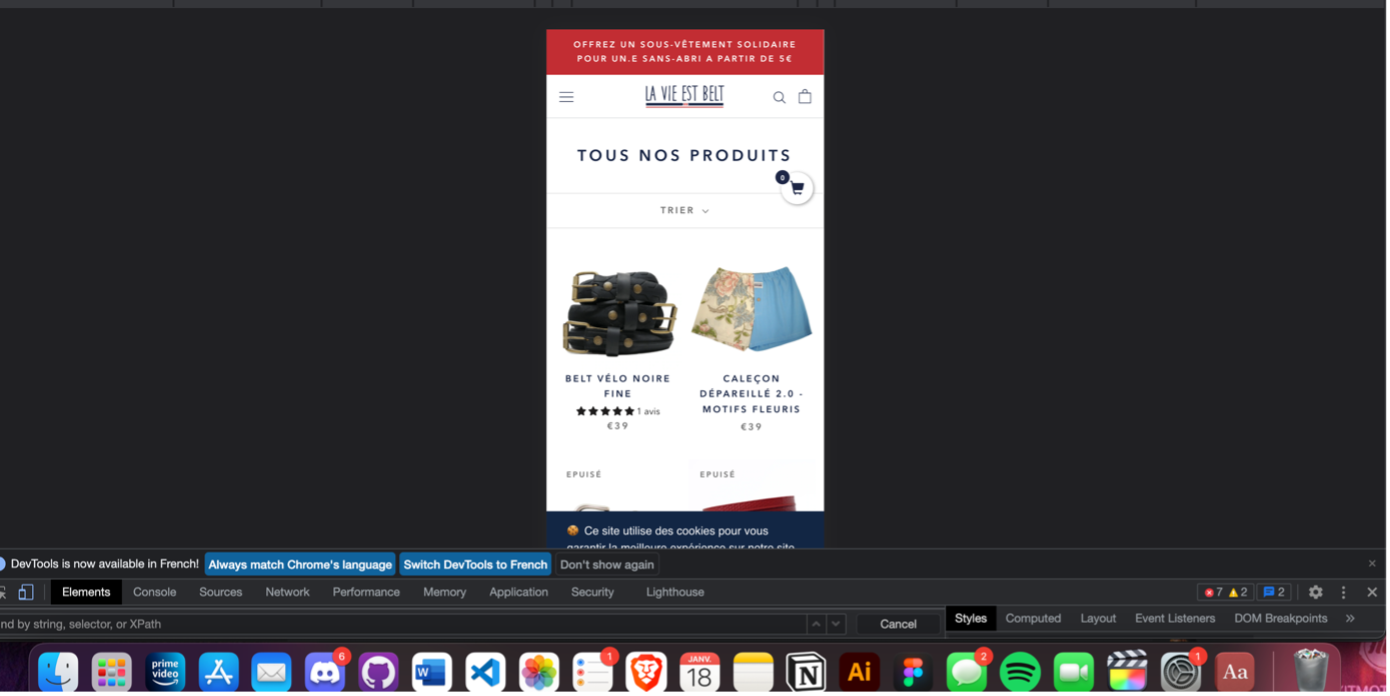 OFFREZ UN SOUS-VÊTEMENT SOLIDAIRE
POUR UN.E SANS-ABRI A PARTIR DE 5€
LA VIE EST BELT
TOUS NOS PRODUITS
0
TRIER
BELT VÉLO NOIRE
FINE
1 avis
€39
CALEÇON
DÉPAREILLÉ 2.0 -
MOTIFS FLEURIS
€39
EPUISÉ
EPUISÉ
Ce site utilise des cookies pour vous
garantir la meilleure expérience sur notre site
DevTools is now available in French! Always match Chrome's language Switch DevTools to French Don't show again
Elements Console Sources Network Performance Memory Application Security Lighthouse 7 2 2
nd by string, selector, or XPath Cancel Styles Computed Layout Event Listeners DOM Breakpoints
prime
video
6
W
1
JANV.
18
N
Ai
2
1
Aa